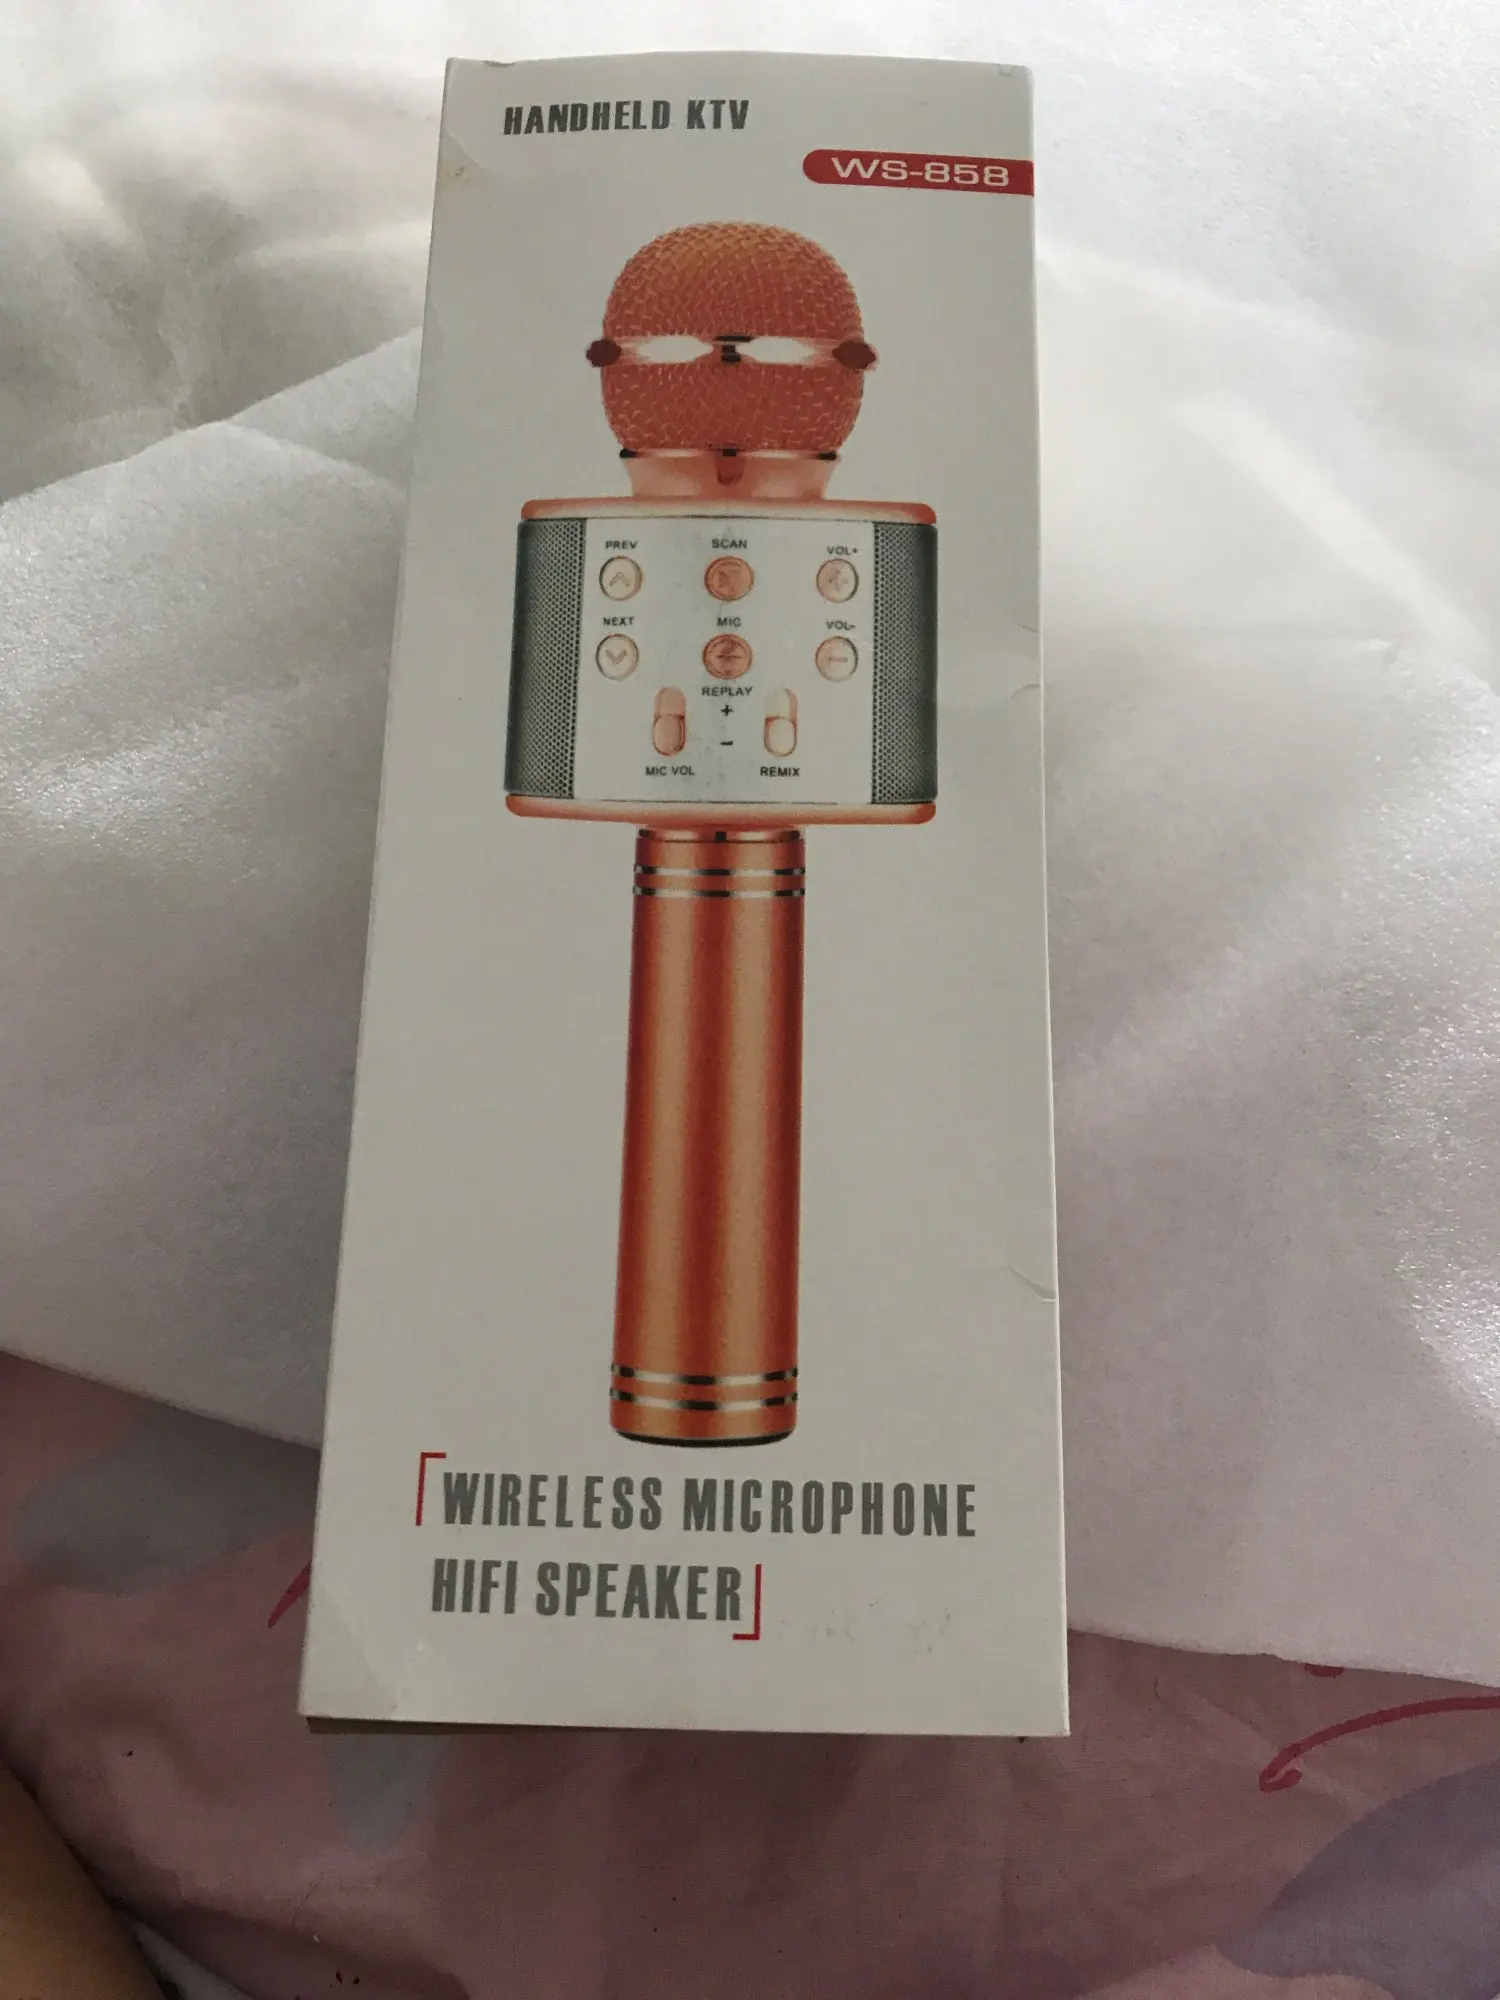 HANDHELD KTV
WS-858
PREV SCAN VOL+
NEXT MIC VOL-
REPLAY
+
-
MIC VOL REMIX
WIRELESS MICROPHONE
HIFI SPEAKER